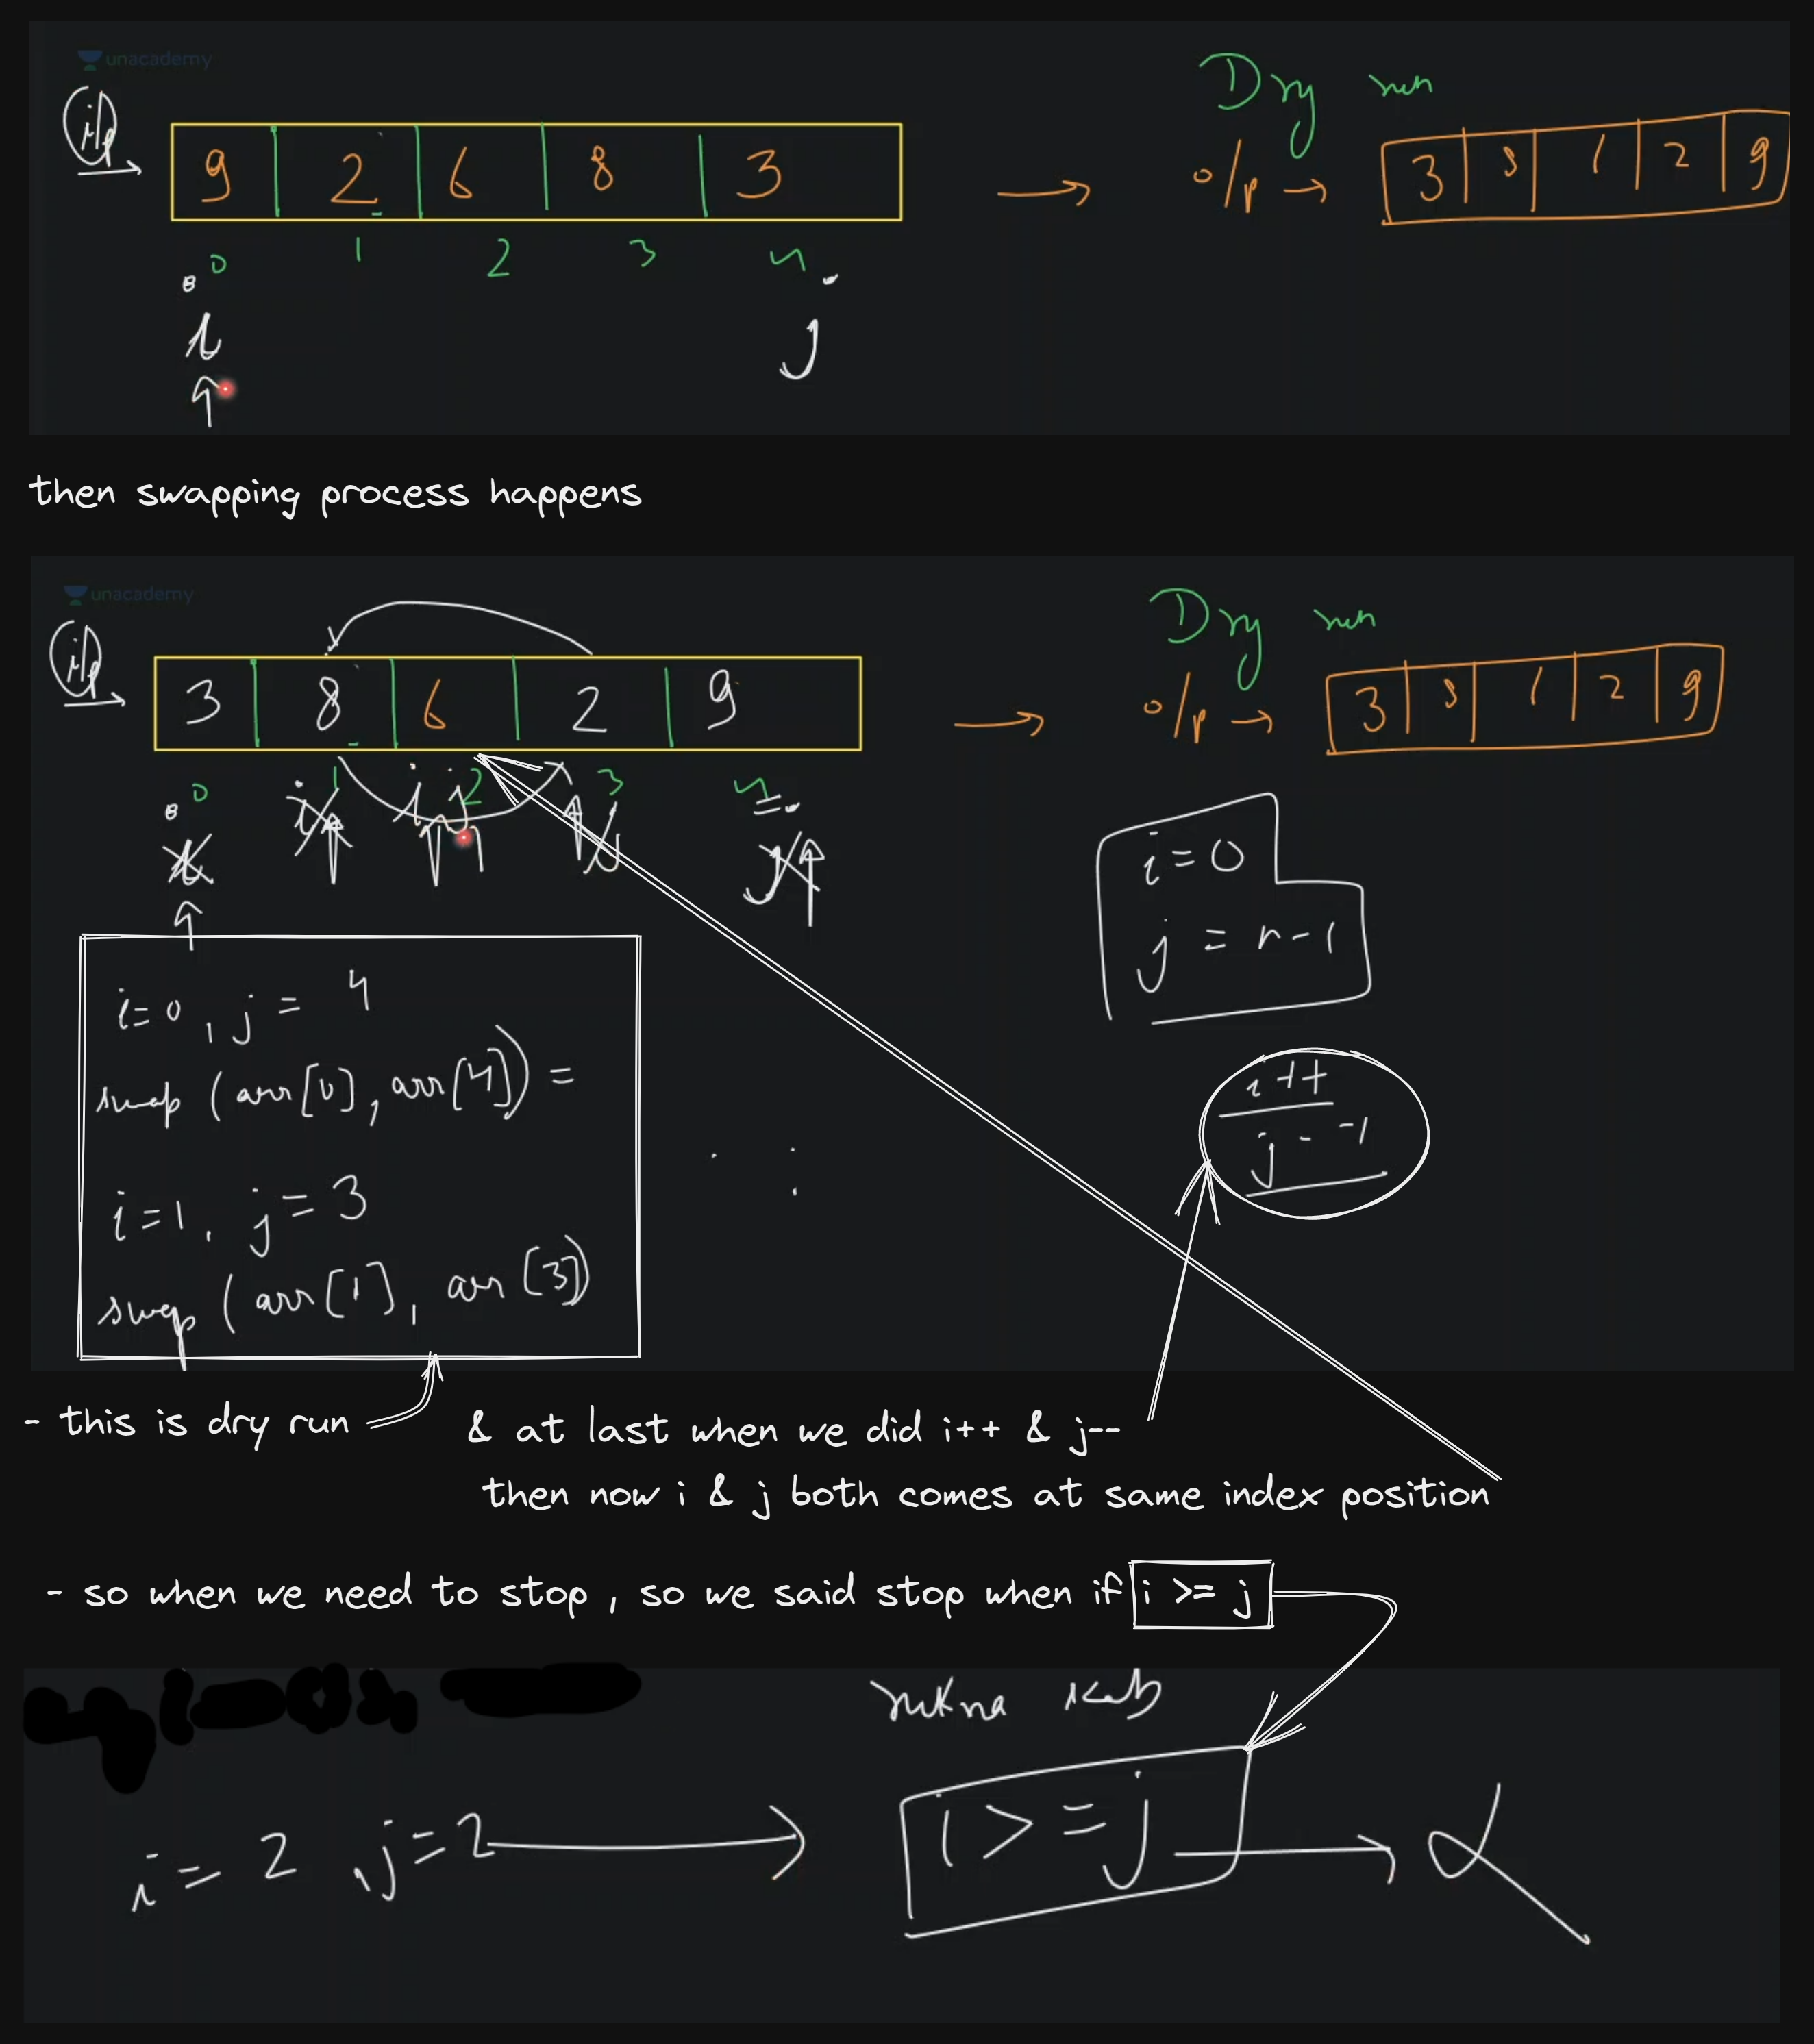 unacademy
Dry run
i/p → 9 2 6 8 3 → o/p → 3 8 1 2 9
0 1 2 3 4
i j
then swapping process happens
unacademy
Dry run
i/p → 3 8 6 2 9 → o/p → 3 8 1 2 9
0 1 2 3 4
i i i j j j
i = 0
j = n-1
i=0, j = 4
swap (arr[0], arr[4]) =
i++
j--
i=1, j=3
swap (arr[1], arr[3])
- this is dry run
& at last when we did i++ & j--
then now i & j both comes at same index position
- so when we need to stop, so we said stop when if i >= j
rukna kab
i = 2, j=2 → i >= j →